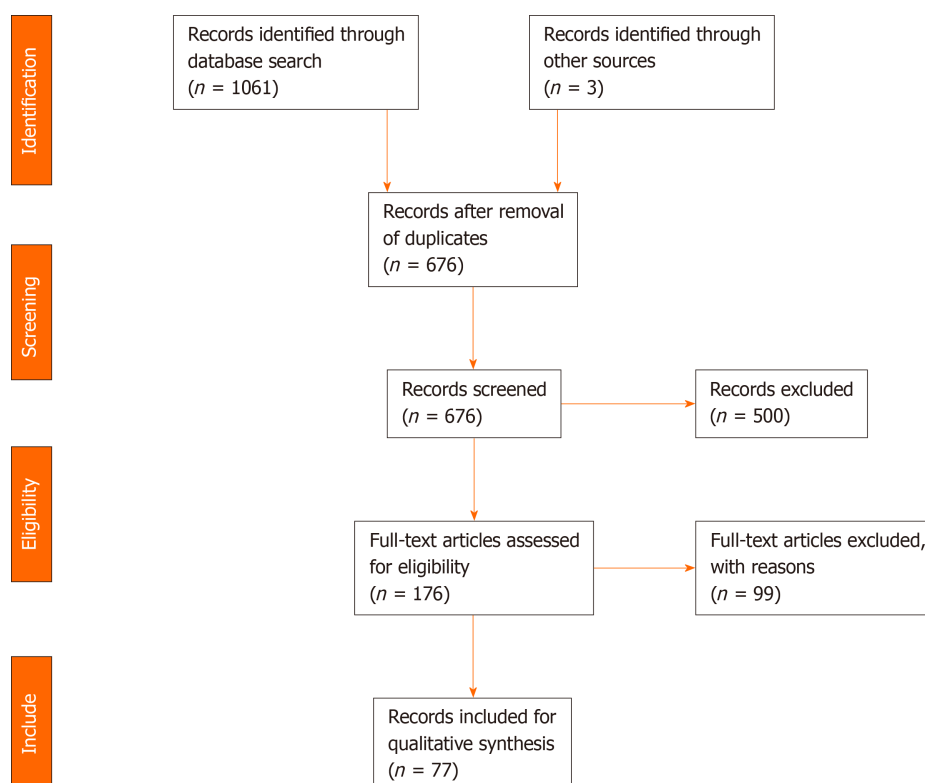 Identification
Records identified through
database search
(n = 1061)
Records identified through
other sources
(n = 3)
Records after removal
of duplicates
(n = 676)
Screening
Records screened
(n = 676)
Records excluded
(n = 500)
Eligibility
Full-text articles assessed
for eligibility
(n = 176)
Full-text articles excluded,
with reasons
(n = 99)
Include
Records included for
qualitative synthesis
(n = 77)